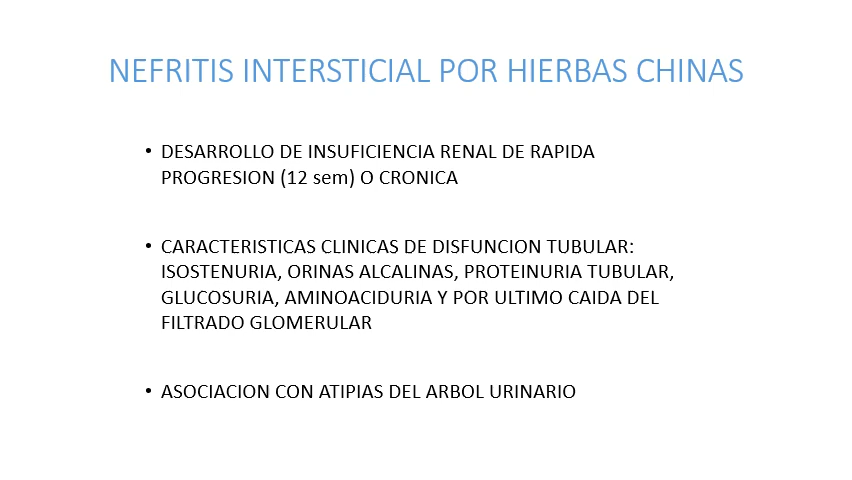 NEFRITIS INTERSTICIAL POR HIERBAS CHINAS
• DESARROLLO DE INSUFICIENCIA RENAL DE RAPIDA
PROGRESION (12 sem) O CRONICA
• CARACTERISTICAS CLINICAS DE DISFUNCION TUBULAR:
ISOSTENURIA, ORINAS ALCALINAS, PROTEINURIA TUBULAR,
GLUCOSURIA, AMINOACIDURIA Y POR ULTIMO CAIDA DEL
FILTRADO GLOMERULAR
• ASOCIACION CON ATIPIAS DEL ARBOL URINARIO